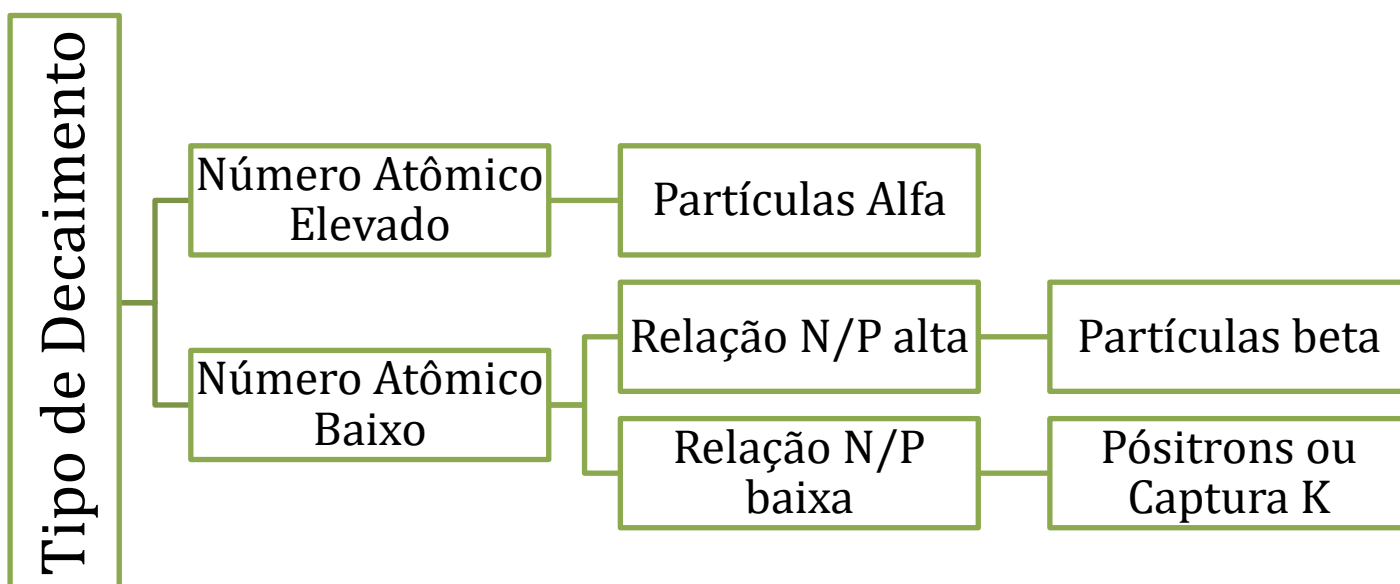 Tipo de Decaimento
Número Atômico
Elevado
Partículas Alfa
Número Atômico
Baixo
Relação N/P alta
Partículas beta
Relação N/P
baixa
Pósitrons ou
Captura K